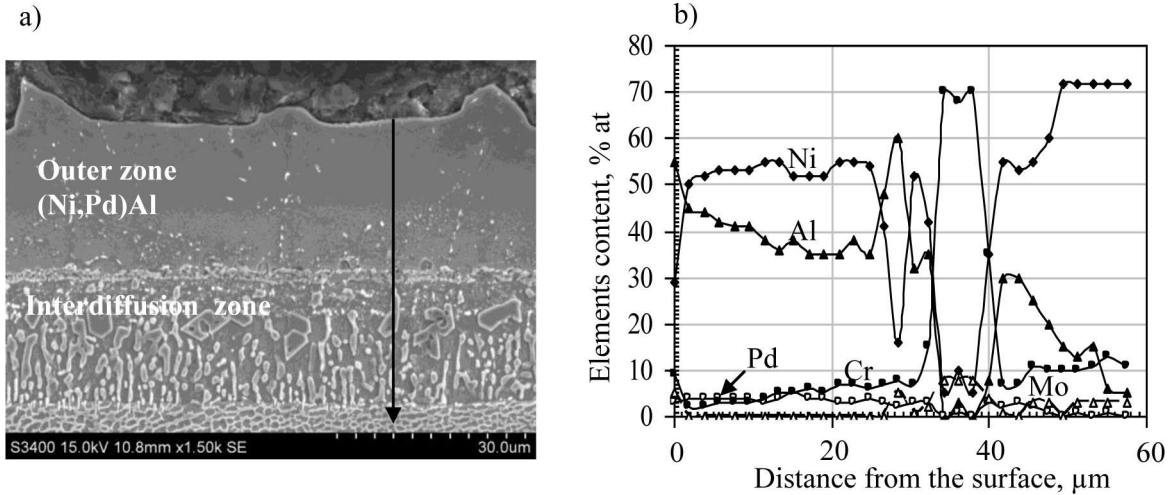 a)
Outer zone
(Ni,Pd)Al
Interdiffusion zone
S3400 15.0kV 10.8mm x1.50k SE
30.0um
b)
Elements content, % at
80
70
60
50
40
30
20
10
0
Ni
Al
Pd
Cr
Mo
0
20
40
60
Distance from the surface, µm